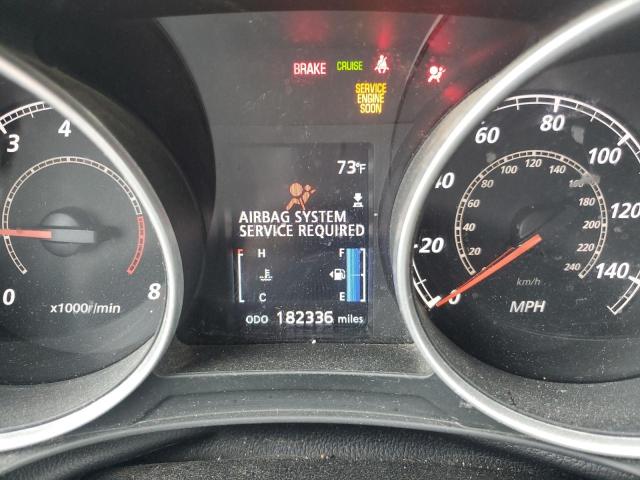 BRAKE CRUISE
SERVICE
ENGINE
SOON
73°F
AIRBAG SYSTEM
SERVICE REQUIRED
H F
C E
ODO 182336 miles
3 4
0 8
x1000r/min
0 20 40 60 80 100 120 140
20 40 60 80 100 120 140 160 180 200 220 240
km/h
MPH